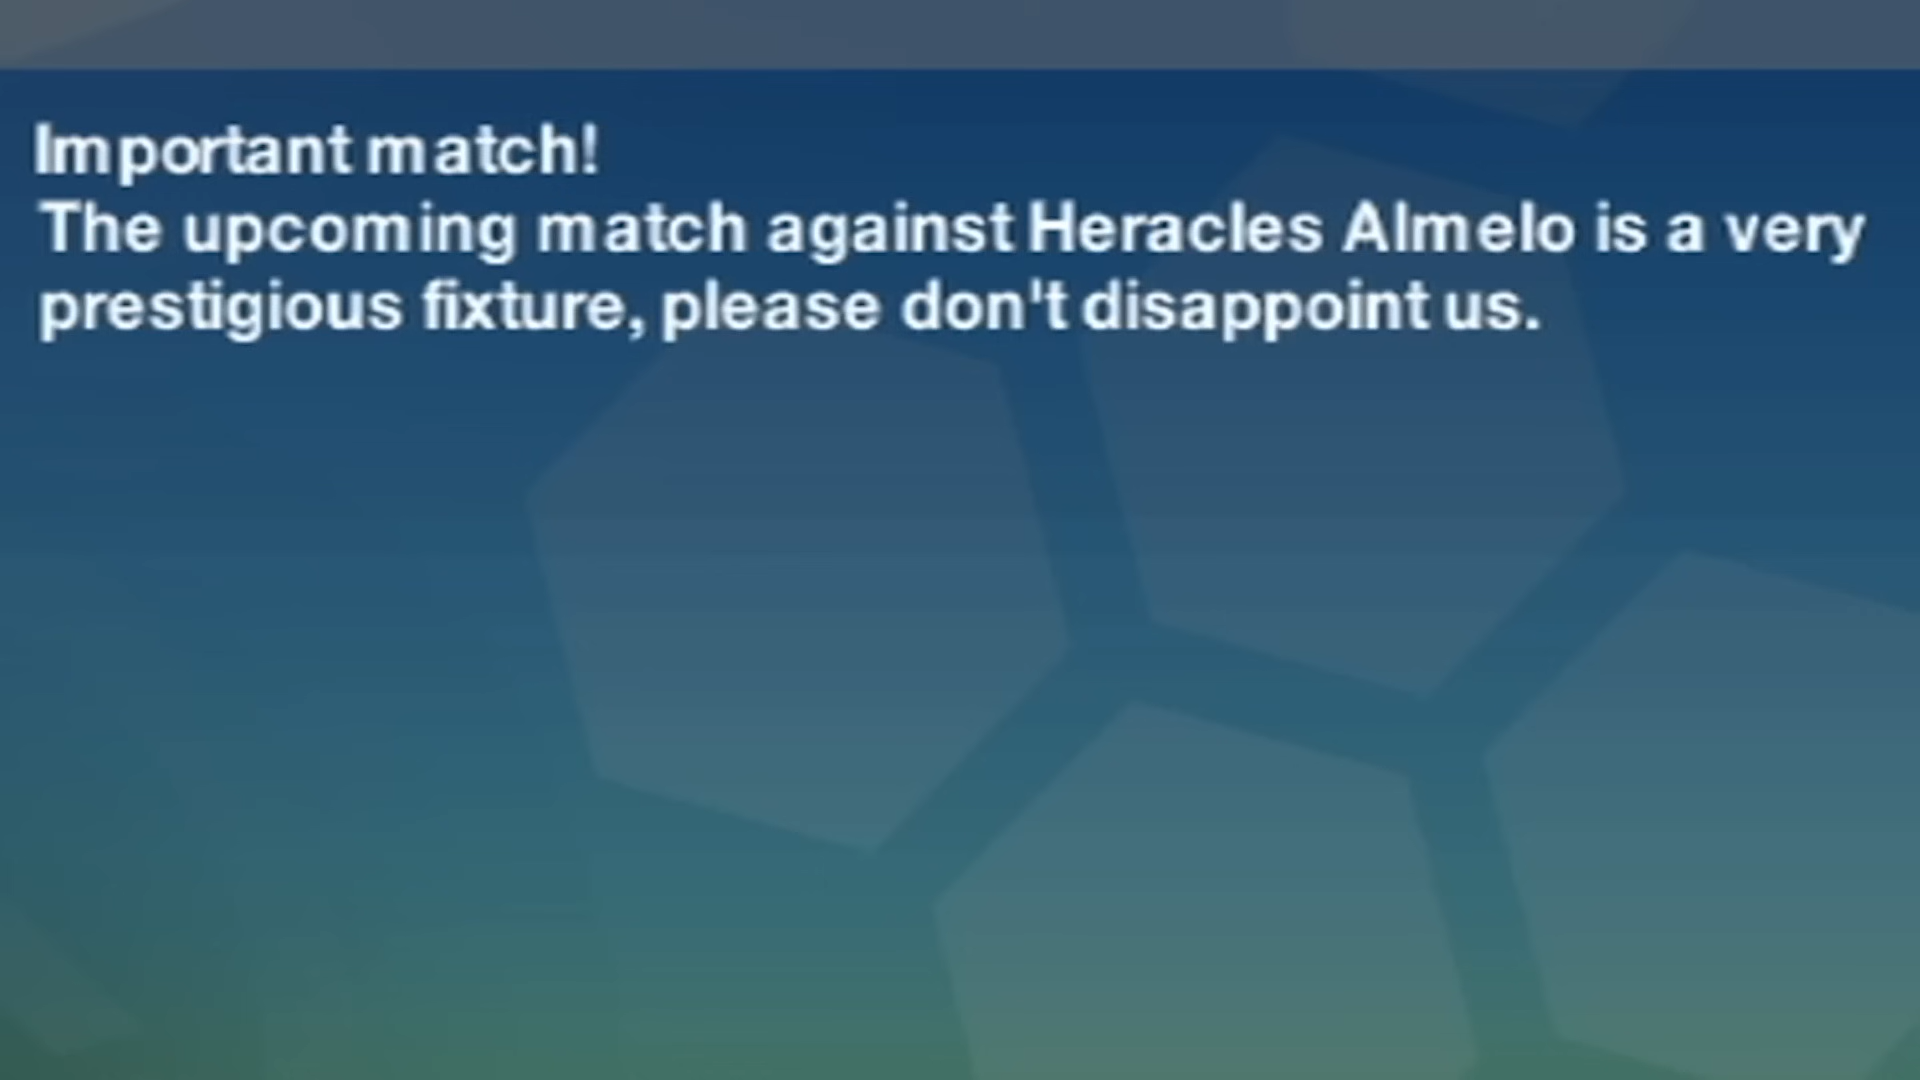 Important match!
The upcoming match against Heracles Almelo is a very
prestigious fixture, please don't disappoint us.